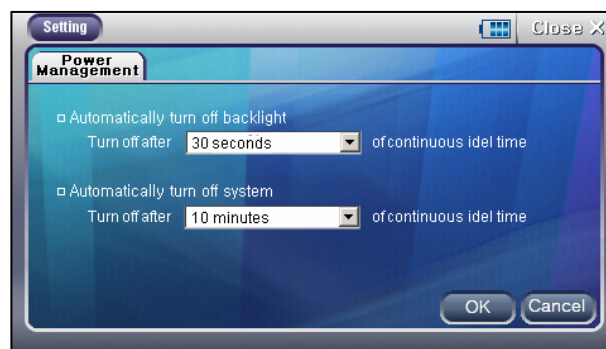 Setting
Close X
Power
Management
Automatically turn off backlight
Turn off after 30 seconds of continuous idel time
Automatically turn off system
Turn off after 10 minutes of continuous idel time
OK Cancel